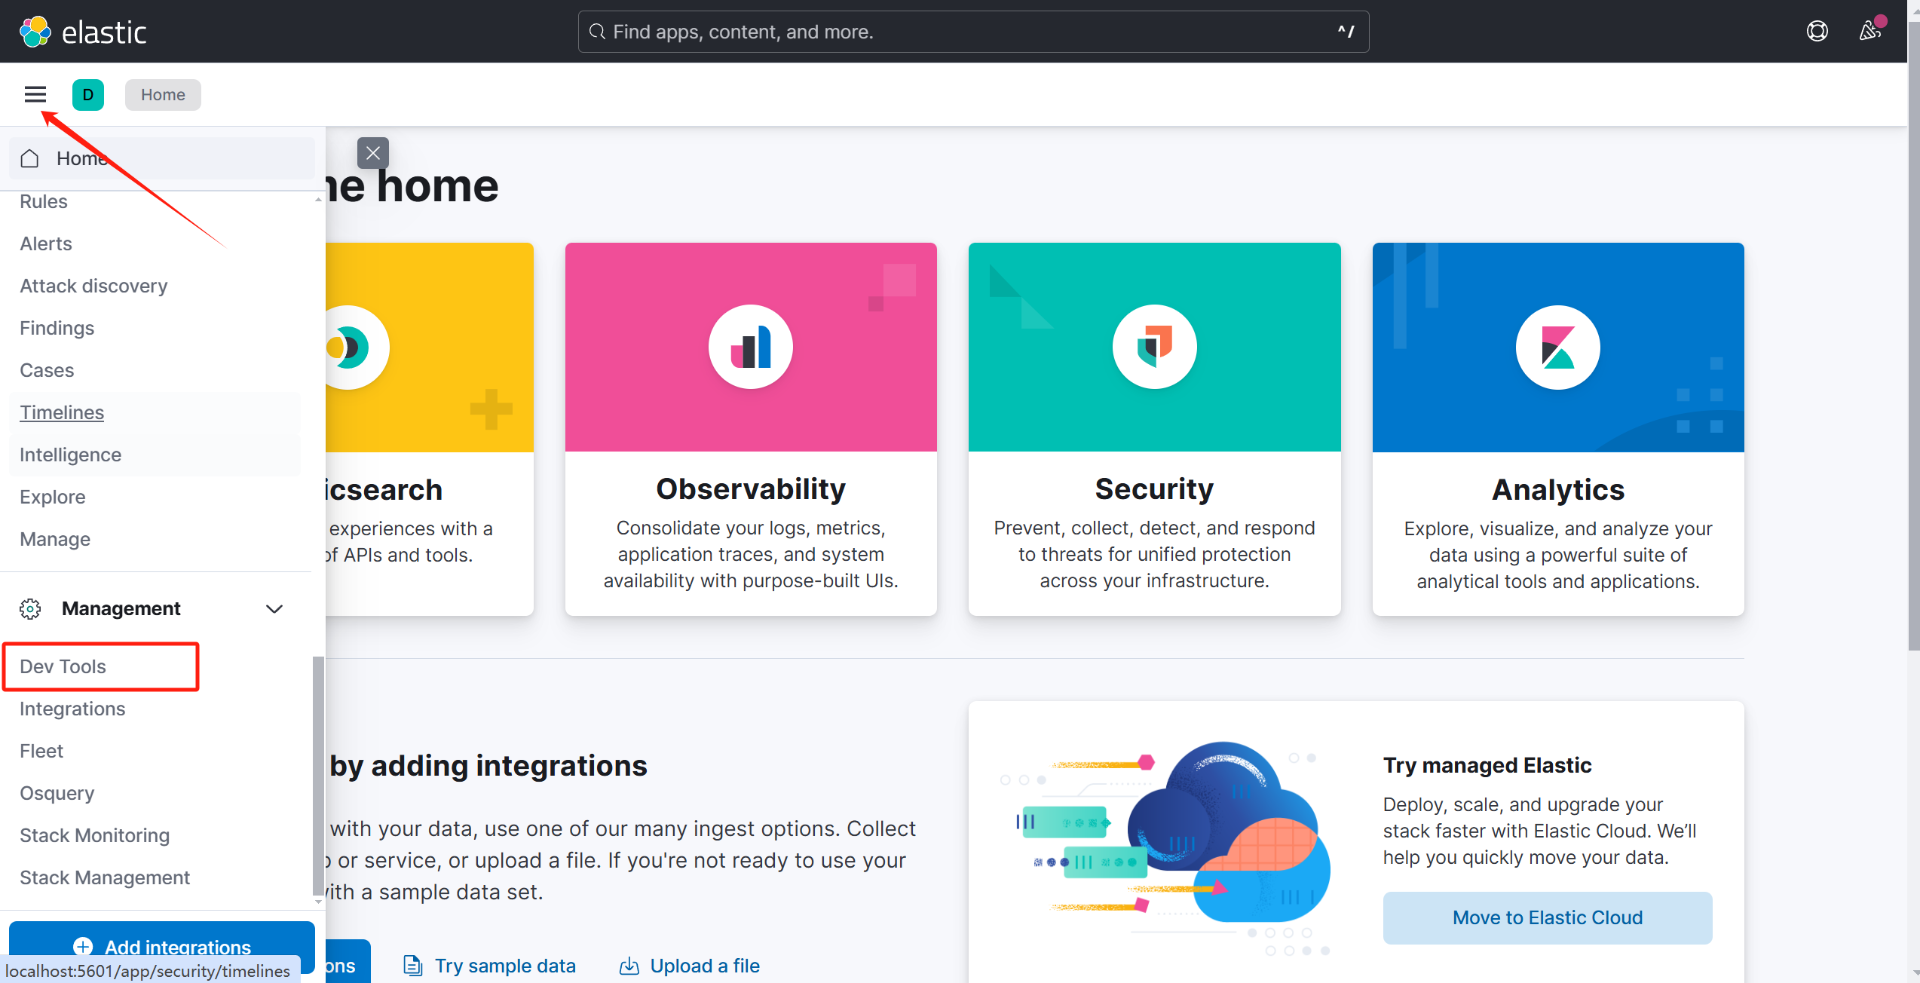 elastic
Find apps, content, and more.
^/
D
Home
Home
Rules
Alerts
Attack discovery
Findings
Cases
Timelines
Intelligence
Explore
Manage
Management
Dev Tools
Integrations
Fleet
Osquery
Stack Monitoring
Stack Management
Add integrations
localhost:5601/app/security/timelines
home
icsearch
experiences with a
of APIs and tools.
Observability
Consolidate your logs, metrics,
application traces, and system
availability with purpose-built UIs.
Security
Prevent, collect, detect, and respond
to threats for unified protection
across your infrastructure.
Analytics
Explore, visualize, and analyze your
data using a powerful suite of
analytical tools and applications.
by adding integrations
with your data, use one of our many ingest options. Collect
or service, or upload a file. If you're not ready to use your
with a sample data set.
ons
Try sample data
Upload a file
Try managed Elastic
Deploy, scale, and upgrade your
stack faster with Elastic Cloud. We'll
help you quickly move your data.
Move to Elastic Cloud